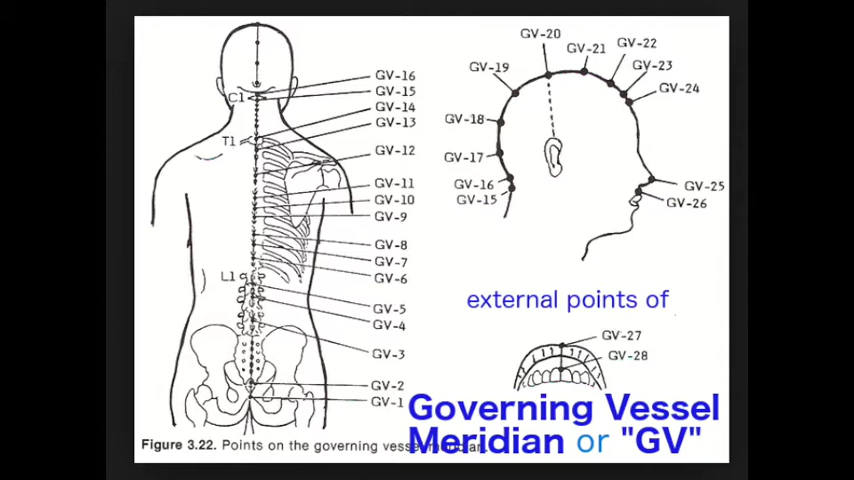 GV-16
C1
GV-15
GV-14
GV-13
T1
GV-12
GV-11
GV-10
GV-9
GV-8
GV-7
GV-6
L1
GV-5
GV-4
GV-3
GV-2
GV-1
GV-20
GV-21
GV-22
GV-23
GV-24
GV-19
GV-18
GV-17
GV-16
GV-15
GV-25
GV-26
external points of
GV-27
GV-28
Governing Vessel
Meridian or "GV"
Figure 3.22. Points on the governing vessel meridian.